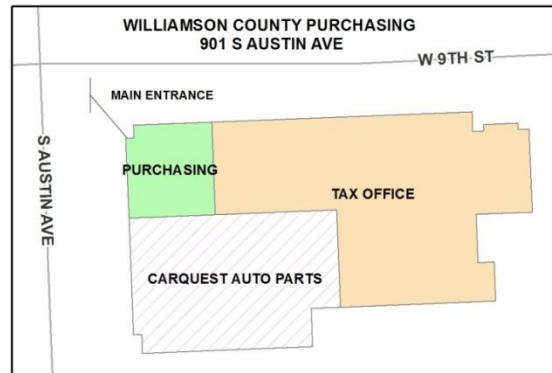 WILLIAMSON COUNTY PURCHASING
901 S AUSTIN AVE
W 9TH ST
MAIN ENTRANCE
S AUSTIN AVE
PURCHASING
TAX OFFICE
CARQUEST AUTO PARTS